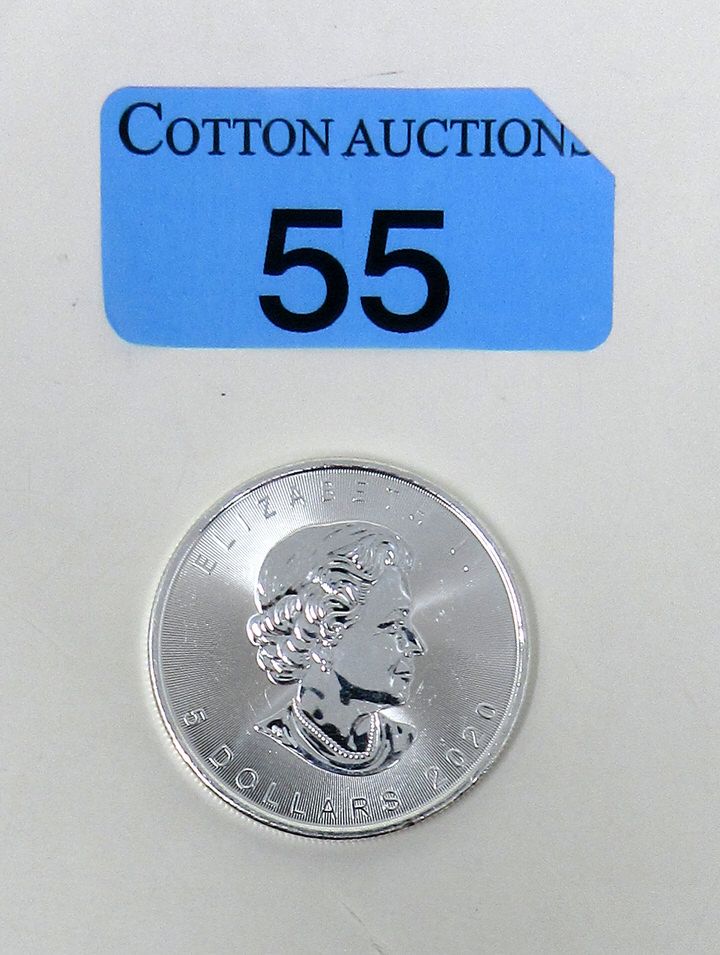 COTTON AUCTIONS
55
ELIZABETH II
5 DOLLARS 2020